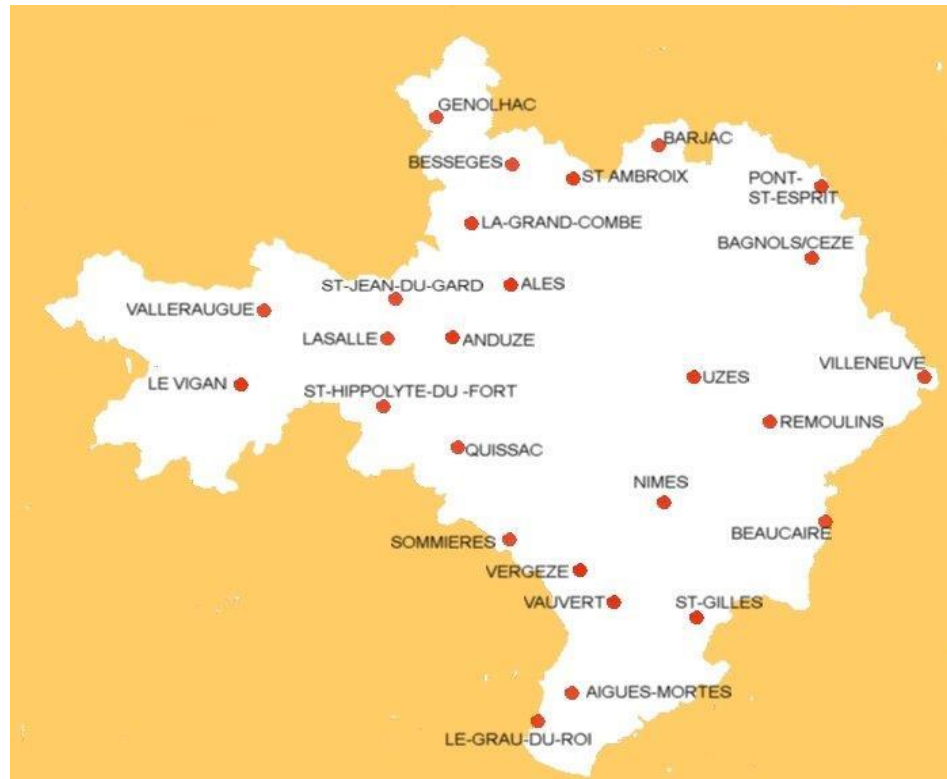 GENOLHAC
BARJAC
BESSEGES
ST AMBROIX
PONT-
ST-ESPRIT
LA-GRAND-COMBE
BAGNOLS/CEZE
ST-JEAN-DU-GARD
ALES
VALLERAUGUE
LASALLE
ANDUZE
VILLENEUVE
LE VIGAN
ST-HIPPOLYTE-DU -FORT
UZES
REMOULINS
QUISSAC
NIMES
BEAUCAIRE
SOMMIERES
VERGEZE
VAUVERT
ST-GILLES
AIGUES-MORTES
LE-GRAU-DU-ROI